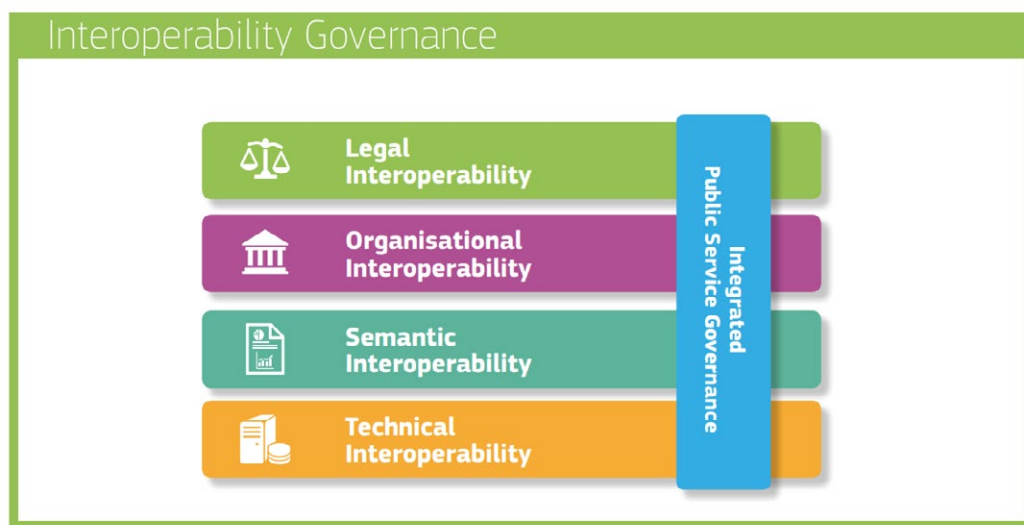 Interoperability Governance
Legal
Interoperability
Organisational
Interoperability
Semantic
Interoperability
Technical
Interoperability
Integrated
Public Service Governance